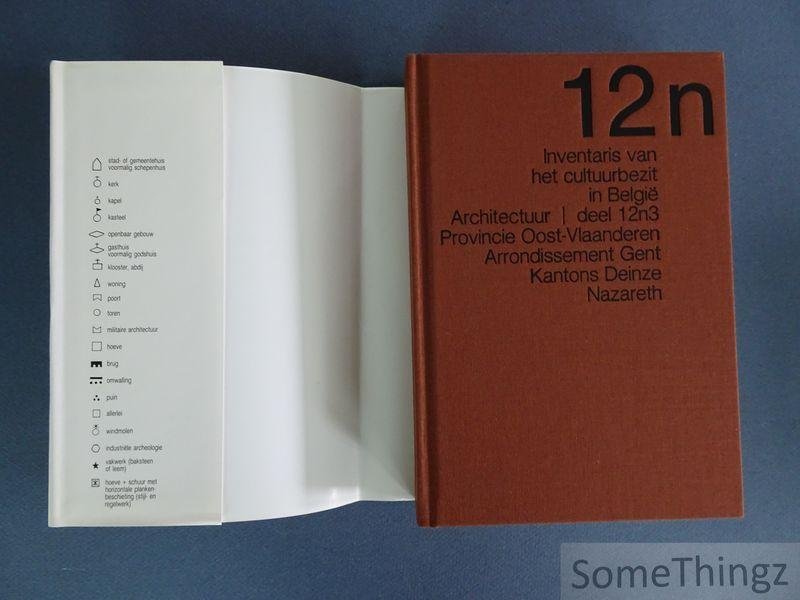 stad- of gemeentehuis
voormalig schepenhuis
kerk
kapel
kasteel
openbaar gebouw
gasthuis
voormalig godshuis
klooster, abdij
woning
poort
toren
militaire architectuur
hoeve
brug
omwalling
puin
allerlei
windmolen
industriële archeologie
vakwerk (baksteen
of leem)
hoeve + schuur met
horizontale planken-
beschieting (stijl- en
regelwerk)
12n
Inventaris van
het cultuurbezit
in België
Architectuur | deel 12n3
Provincie Oost-Vlaanderen
Arrondissement Gent
Kantons Deinze
Nazareth
SomeThingz